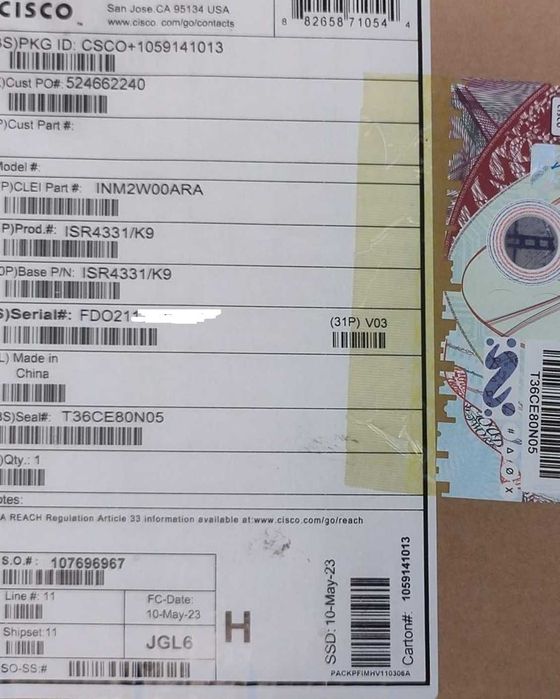 CISCO
San Jose.CA 95134 USA
www.cisco.com/go/contacts
8 82658 71054 4
S)PKG ID: CSCO+1059141013
)Cust PO#: 524662240
P)Cust Part #:
Model #:
P)CLEI Part #: INM2W00ARA
P)Prod.#: ISR4331/K9
0P)Base P/N: ISR4331/K9
S)Serial#: FDO211
(31P) V03
L) Made in
China
S)Seal#: T36CE80N05
)Qty.: 1
otes:
A REACH Regulation Article 33 information available at:www.cisco.com/go/reach
S.O.#: 107696967
Line #: 11
FC-Date:
10-May-23
Shipset:11
JGL6
SO-SS:#
H
SSD: 10-May-23
Carton#: 1059141013
PACKPFIMHV110306A
T36CE80N05
# Δ / Ø X